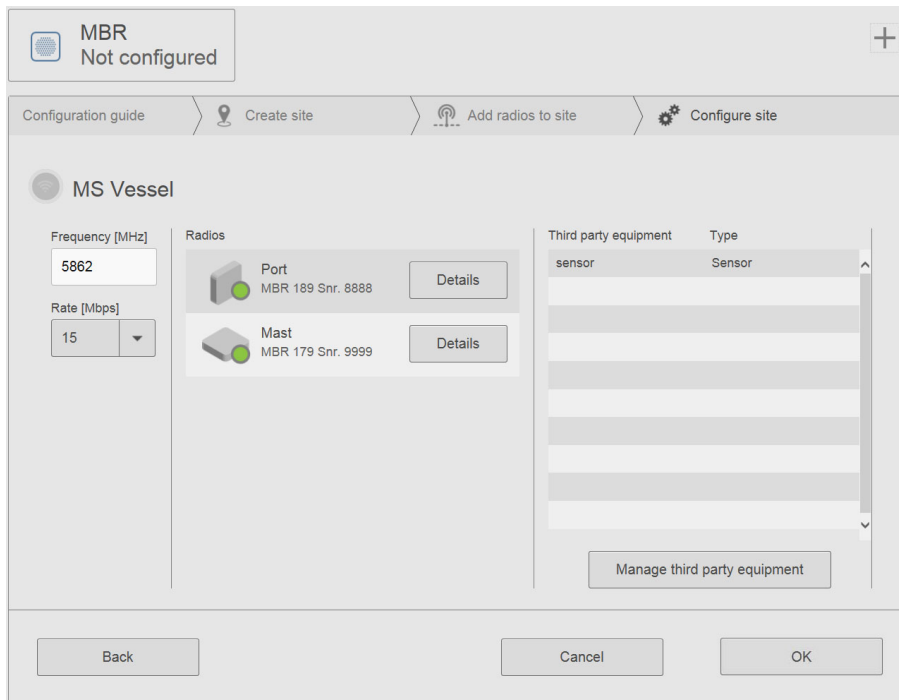 MBR
Not configured
Configuration guide
Create site
Add radios to site
Configure site
MS Vessel
Frequency [MHz]
5862
Rate [Mbps]
15
Radios
Port
MBR 189 Snr. 8888
Details
Mast
MBR 179 Snr. 9999
Details
Third party equipment Type
sensor Sensor
Manage third party equipment
Back
Cancel
OK